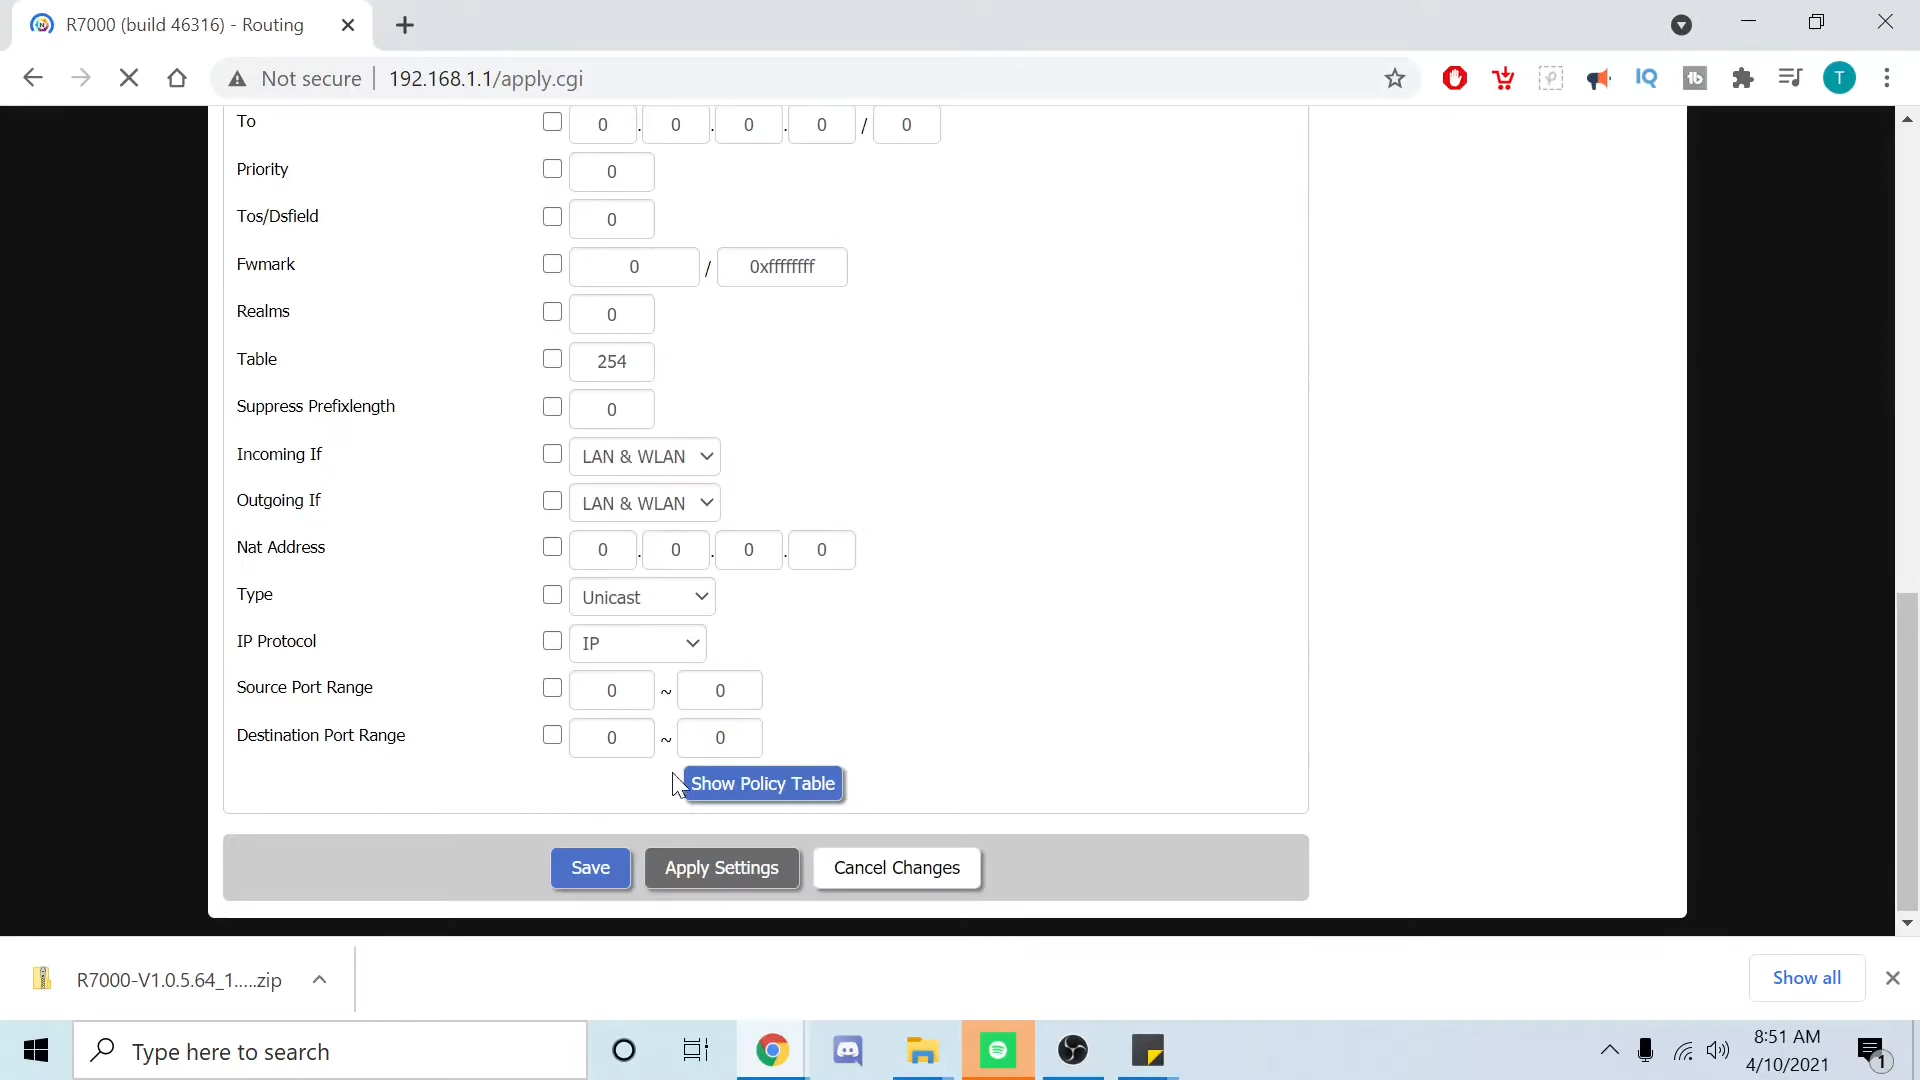 R7000 (build 46316) - Routing
Not secure 192.168.1.1/apply.cgi
IQ
tb
T
To 0 . 0 . 0 . 0 / 0
Priority 0
Tos/Dsfield 0
Fwmark 0 / 0xffffffff
Realms 0
Table 254
Suppress Prefixlength 0
Incoming If LAN & WLAN
Outgoing If LAN & WLAN
Nat Address 0 . 0 . 0 . 0
Type Unicast
IP Protocol IP
Source Port Range 0 ~ 0
Destination Port Range 0 ~ 0
Show Policy Table
Save Apply Settings Cancel Changes
R7000-V1.0.5.64_1.....zip
Show all
Type here to search
8:51 AM
4/10/2021
1